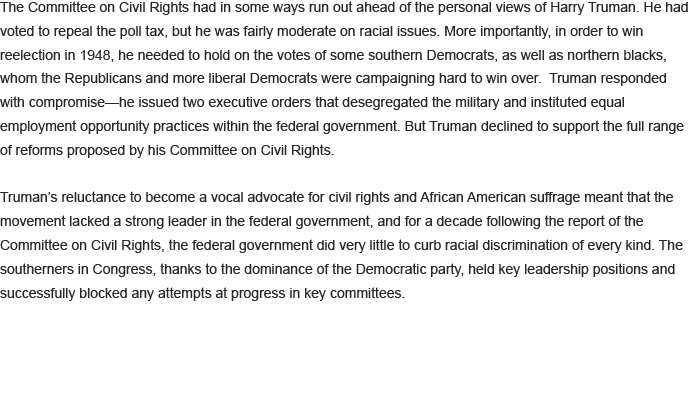 The Committee on Civil Rights had in some ways run out ahead of the personal views of Harry Truman. He had
voted to repeal the poll tax, but he was fairly moderate on racial issues. More importantly, in order to win
reelection in 1948, he needed to hold on the votes of some southern Democrats, as well as northern blacks,
whom the Republicans and more liberal Democrats were campaigning hard to win over.  Truman responded
with compromise—he issued two executive orders that desegregated the military and instituted equal
employment opportunity practices within the federal government. But Truman declined to support the full range
of reforms proposed by his Committee on Civil Rights.
Truman’s reluctance to become a vocal advocate for civil rights and African American suffrage meant that the
movement lacked a strong leader in the federal government, and for a decade following the report of the
Committee on Civil Rights, the federal government did very little to curb racial discrimination of every kind. The
southerners in Congress, thanks to the dominance of the Democratic party, held key leadership positions and
successfully blocked any attempts at progress in key committees.